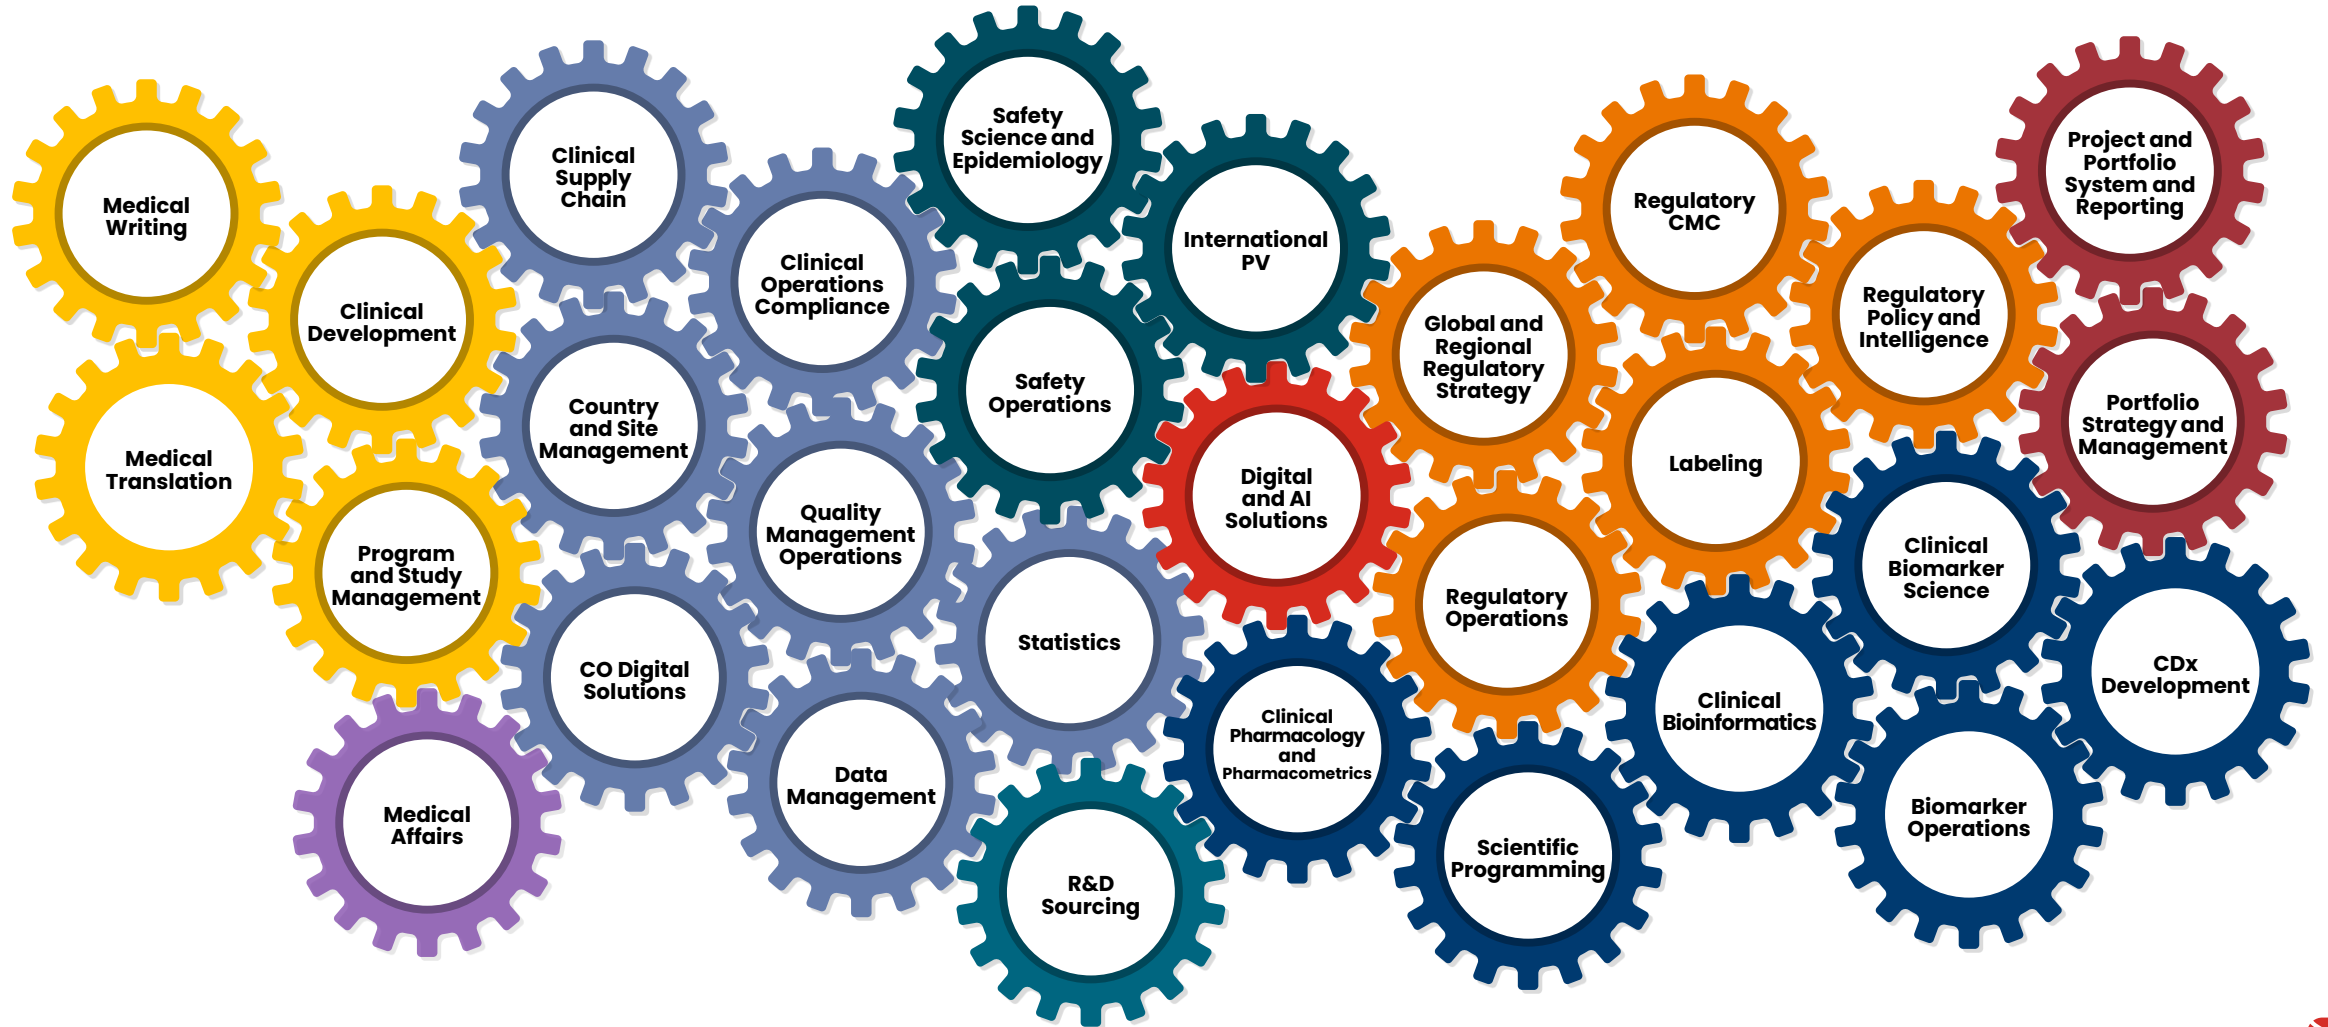 Medical
Writing
Clinical
Development
Medical
Translation
Program
and Study
Management
Medical
Affairs
Clinical
Supply
Chain
Clinical
Operations
Compliance
Country
and Site
Management
Quality
Management
Operations
CO Digital
Solutions
Data
Management
Statistics
R&D
Sourcing
Safety
Science and
Epidemiology
International
PV
Safety
Operations
Digital
and AI
Solutions
Clinical
Pharmacology
and
Pharmacometrics
Scientific
Programming
Global and
Regional
Regulatory
Strategy
Regulatory
CMC
Regulatory
Policy and
Intelligence
Labeling
Regulatory
Operations
Clinical
Bioinformatics
Clinical
Biomarker
Science
Biomarker
Operations
CDx
Development
Project and
Portfolio
System and
Reporting
Portfolio
Strategy and
Management